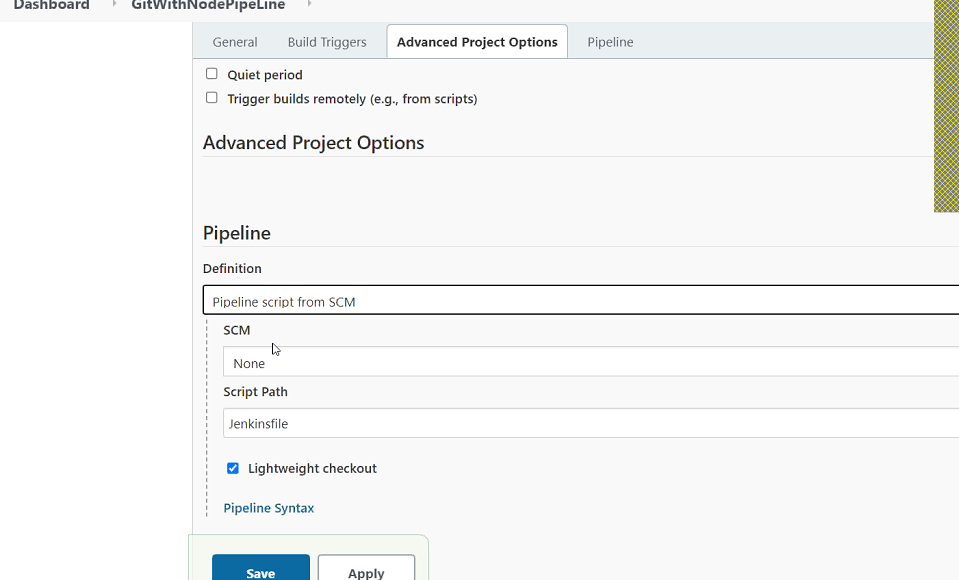 Dashboard GitWithNodePipeLine
General Build Triggers Advanced Project Options Pipeline
Quiet period
Trigger builds remotely (e.g., from scripts)
Advanced Project Options
Pipeline
Definition
Pipeline script from SCM
SCM
None
Script Path
Jenkinsfile
Lightweight checkout
Pipeline Syntax
Save Apply